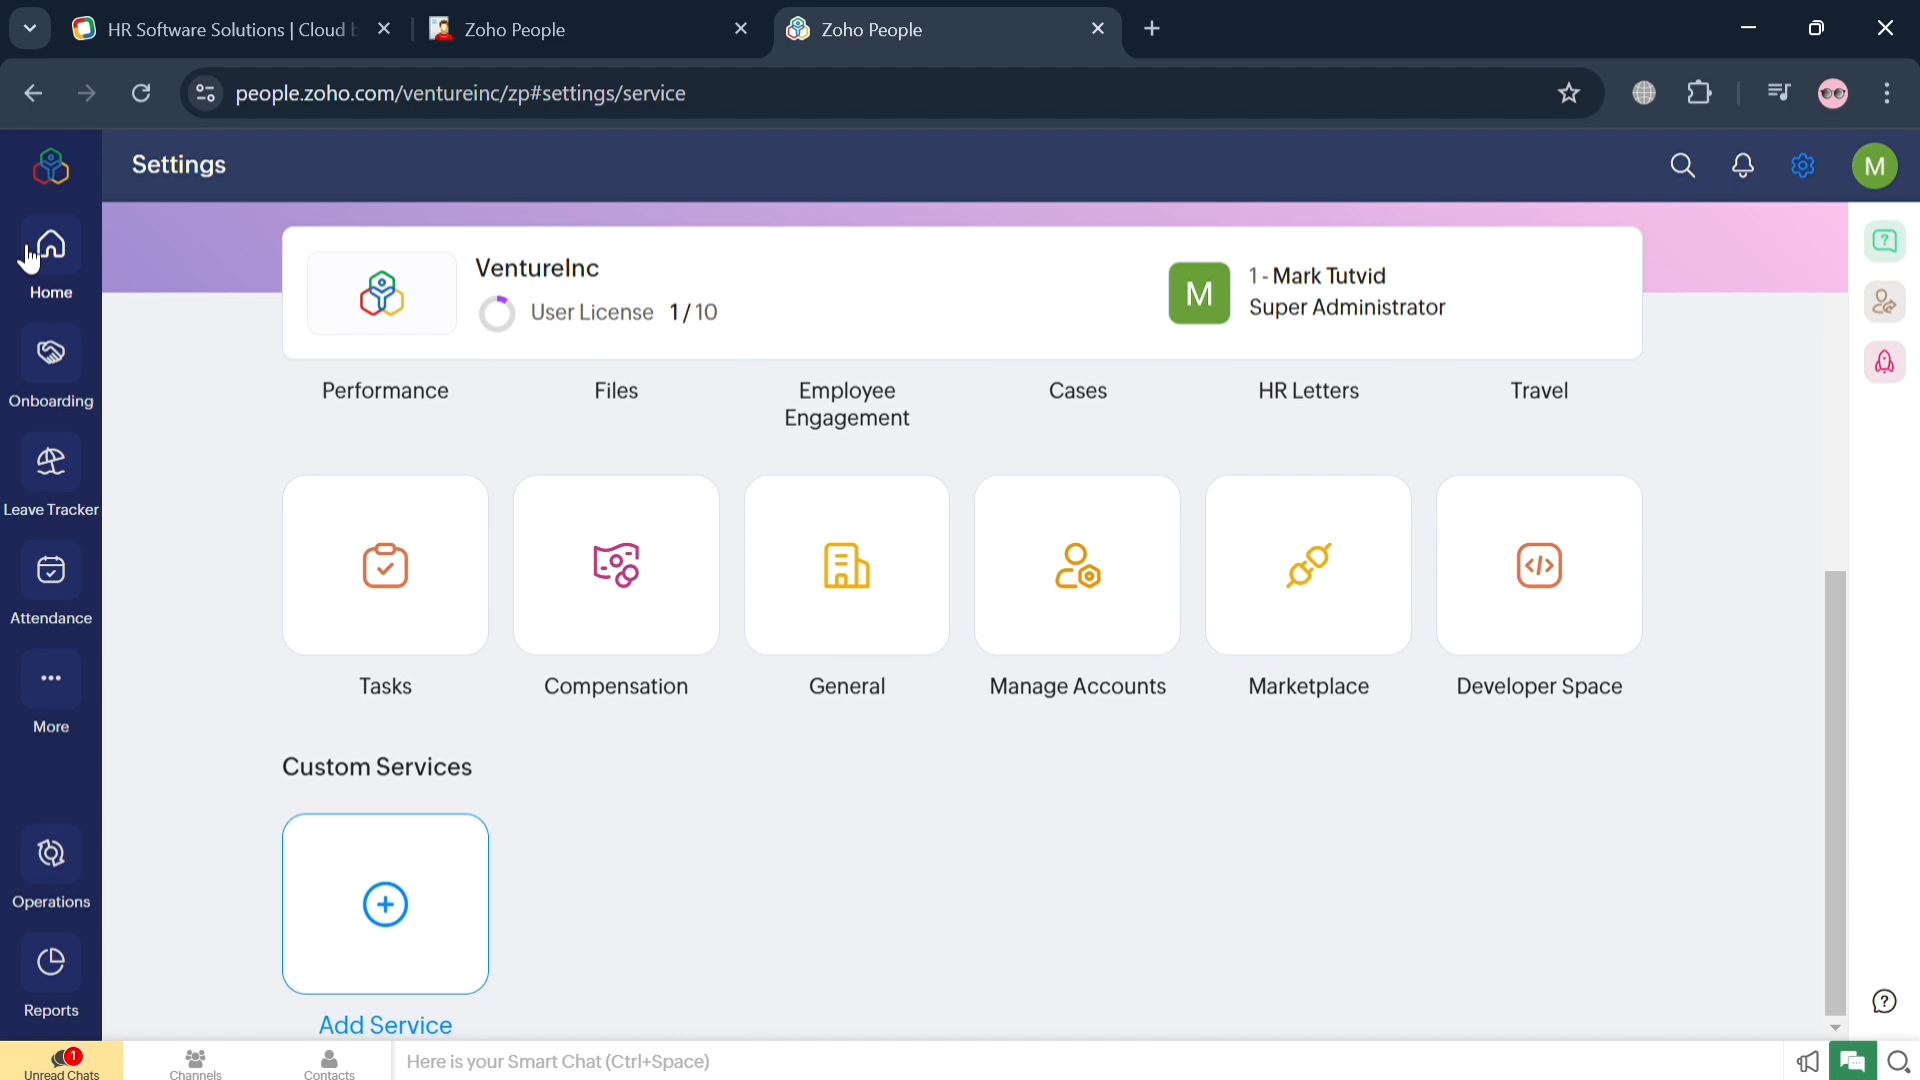 HR Software Solutions | Cloud b
Zoho People
Zoho People
people.zoho.com/ventureinc/zp#settings/service
Settings
M
Home
Onboarding
Leave Tracker
Attendance
More
Operations
Reports
VentureInc
User License 1/10
M
1 - Mark Tutvid
Super Administrator
Performance
Files
Employee
Engagement
Cases
HR Letters
Travel
Tasks
Compensation
General
Manage Accounts
Marketplace
Developer Space
Custom Services
Add Service
1
Unread Chats
Channels
Contacts
Here is your Smart Chat (Ctrl+Space)